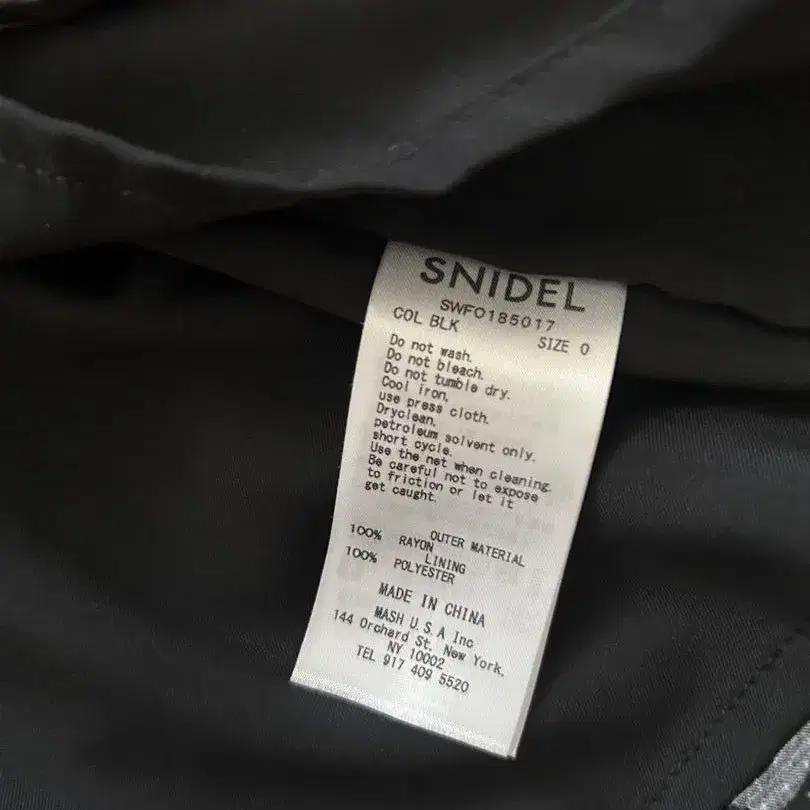 SNIDEL
SWFO185017
COL BLK
SIZE 0
Do not wash.
Do not bleach.
Do not tumble dry.
Cool iron,
use press cloth.
Dryclean,
petroleum solvent only,
short cycle.
Use the net when cleaning.
Be careful not to expose
to friction or let it
get caught.
OUTER MATERIAL
100% RAYON
LINING
100% POLYESTER
MADE IN CHINA
MASH U.S.A Inc
144 Orchard St. New York,
NY 10002
TEL 917 409 5520